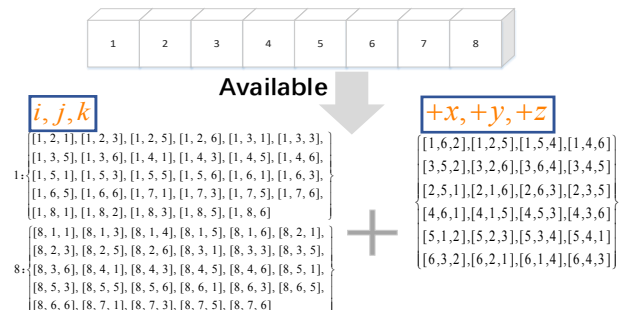 1 2 3 4 5 6 7 8
Available
i, j, k
[1, 2, 1], [1, 2, 3], [1, 2, 5], [1, 2, 6], [1, 3, 1], [1, 3, 3],
[1, 3, 5], [1, 3, 6], [1, 4, 1], [1, 4, 3], [1, 4, 5], [1, 4, 6],
1: [1, 5, 1], [1, 5, 3], [1, 5, 5], [1, 5, 6], [1, 6, 1], [1, 6, 3],
[1, 6, 5], [1, 6, 6], [1, 7, 1], [1, 7, 3], [1, 7, 5], [1, 7, 6],
[1, 8, 1], [1, 8, 2], [1, 8, 3], [1, 8, 5], [1, 8, 6]
[8, 1, 1], [8, 1, 3], [8, 1, 4], [8, 1, 5], [8, 1, 6], [8, 2, 1],
[8, 2, 3], [8, 2, 5], [8, 2, 6], [8, 3, 1], [8, 3, 3], [8, 3, 5],
8: [8, 3, 6], [8, 4, 1], [8, 4, 3], [8, 4, 5], [8, 4, 6], [8, 5, 1],
[8, 5, 3], [8, 5, 5], [8, 5, 6], [8, 6, 1], [8, 6, 3], [8, 6, 5],
[8, 6, 6], [8, 7, 1], [8, 7, 3], [8, 7, 5], [8, 7, 6]
+x, +y, +z
[1,6,2],[1,2,5],[1,5,4],[1,4,6]
[3,5,2],[3,2,6],[3,6,4],[3,4,5]
[2,5,1],[2,1,6],[2,6,3],[2,3,5]
[4,6,1],[4,1,5],[4,5,3],[4,3,6]
[5,1,2],[5,2,3],[5,3,4],[5,4,1]
[6,3,2],[6,2,1],[6,1,4],[6,4,3]